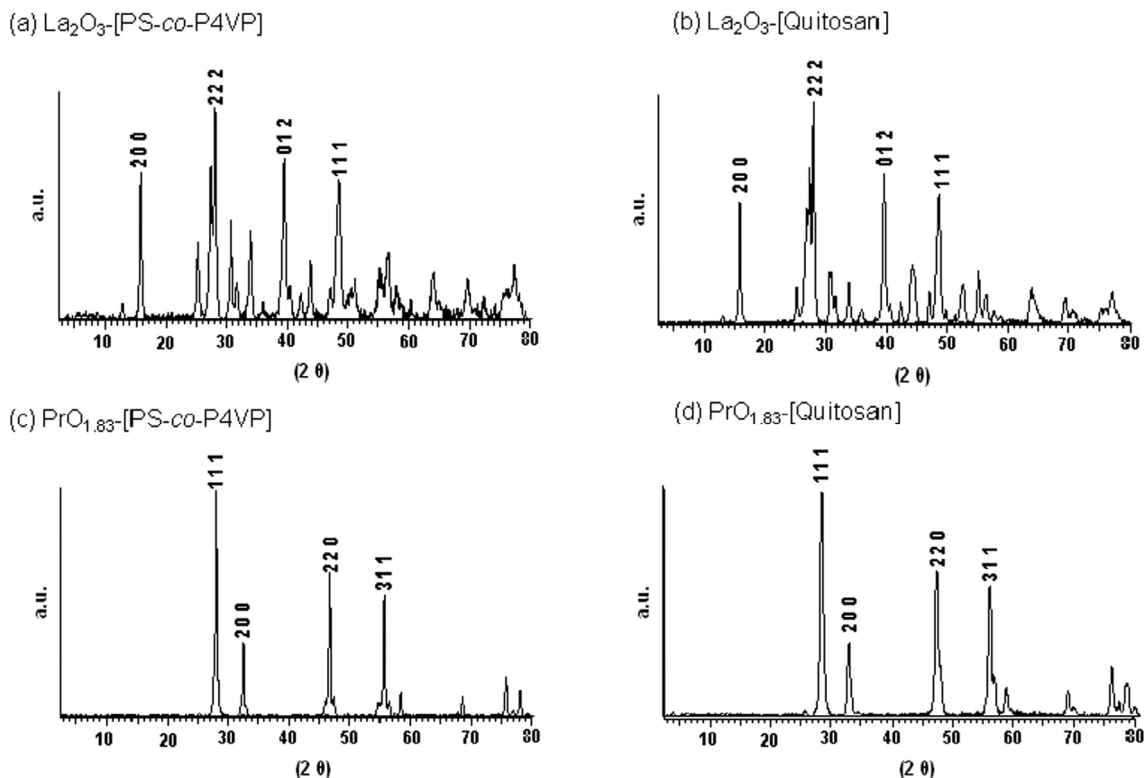 (a) La₂O₃-[PS-co-P4VP]
a.u.
2 0 0
2 2 2
0 1 2
1 1 1
10 20 30 40 50 60 70 80
(2 θ)
(b) La₂O₃-[Quitosan]
a.u.
2 0 0
2 2 2
0 1 2
1 1 1
10 20 30 40 50 60 70 80
(2 θ)
(c) PrO₁.₈₃-[PS-co-P4VP]
a.u.
1 1 1
2 0 0
2 2 0
3 1 1
10 20 30 40 50 60 70 80
(2 θ)
(d) PrO₁.₈₃-[Quitosan]
a.u.
1 1 1
2 0 0
2 2 0
3 1 1
10 20 30 40 50 60 70 80
(2 θ)